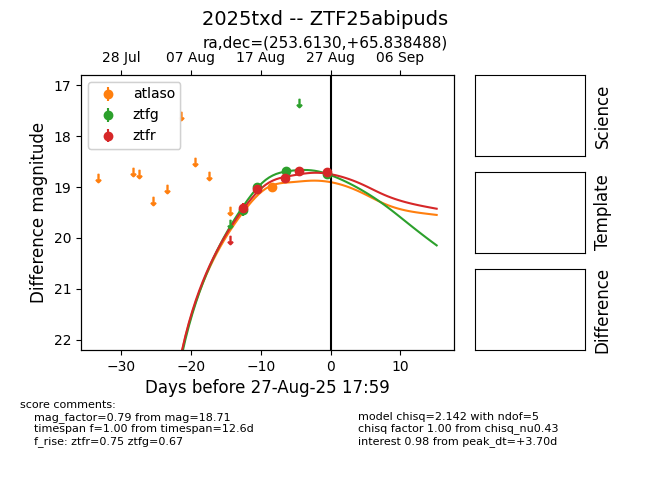 2025txd -- ZTF25abipuds
ra,dec=(253.6130,+65.838488)
28 Jul 07 Aug 17 Aug 27 Aug 06 Sep
atlaso
ztfg
ztfr
17
18
19
20
21
22
Difference magnitude
−30 −20 −10 0 10
Days before 27-Aug-25 17:59
Science
Template
Difference
score comments:
mag_factor=0.79 from mag=18.71
timespan f=1.00 from timespan=12.6d
f_rise: ztfr=0.75 ztfg=0.67
model chisq=2.142 with ndof=5
chisq factor 1.00 from chisq_nu0.43
interest 0.98 from peak_dt=+3.70d